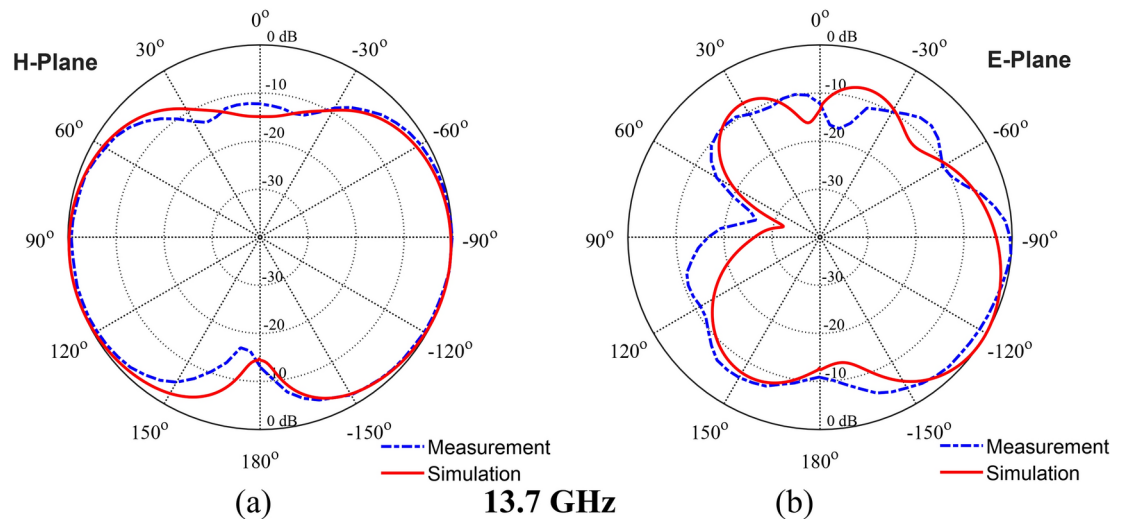 H-Plane
0°
0 dB
30°
-30°
-10
60°
-60°
-20
-30
90°
-90°
-30
-20
120°
-120°
-10
0 dB
150°
-150°
180°
Measurement
Simulation
(a)
E-Plane
0°
0 dB
30°
-30°
-10
60°
-60°
-20
-30
90°
-90°
-30
-20
120°
-120°
-10
0 dB
150°
-150°
180°
Measurement
Simulation
(b)
13.7 GHz